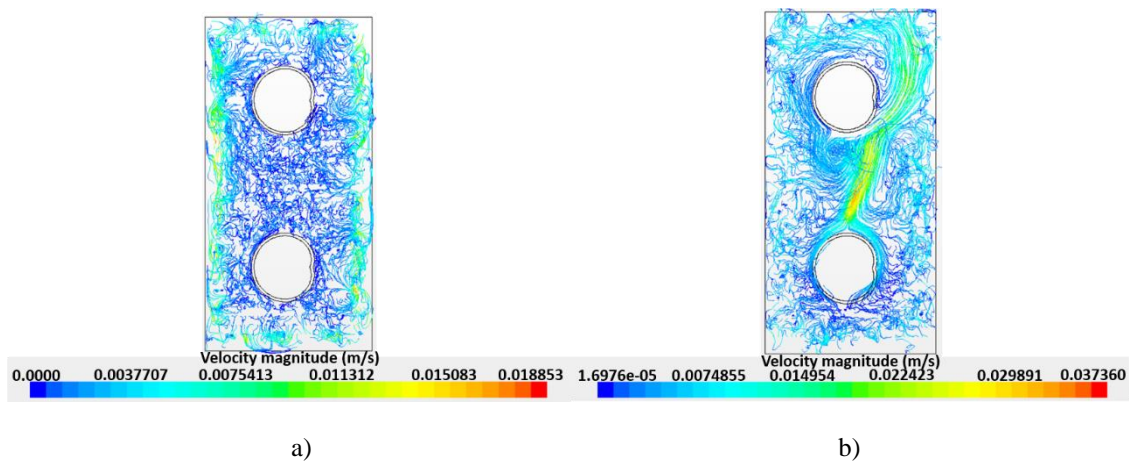 Velocity magnitude (m/s)
0.0000 0.0037707 0.0075413 0.011312 0.015083 0.018853
Velocity magnitude (m/s)
1.6976e-05 0.0074855 0.014954 0.022423 0.029891 0.037360
a)
b)